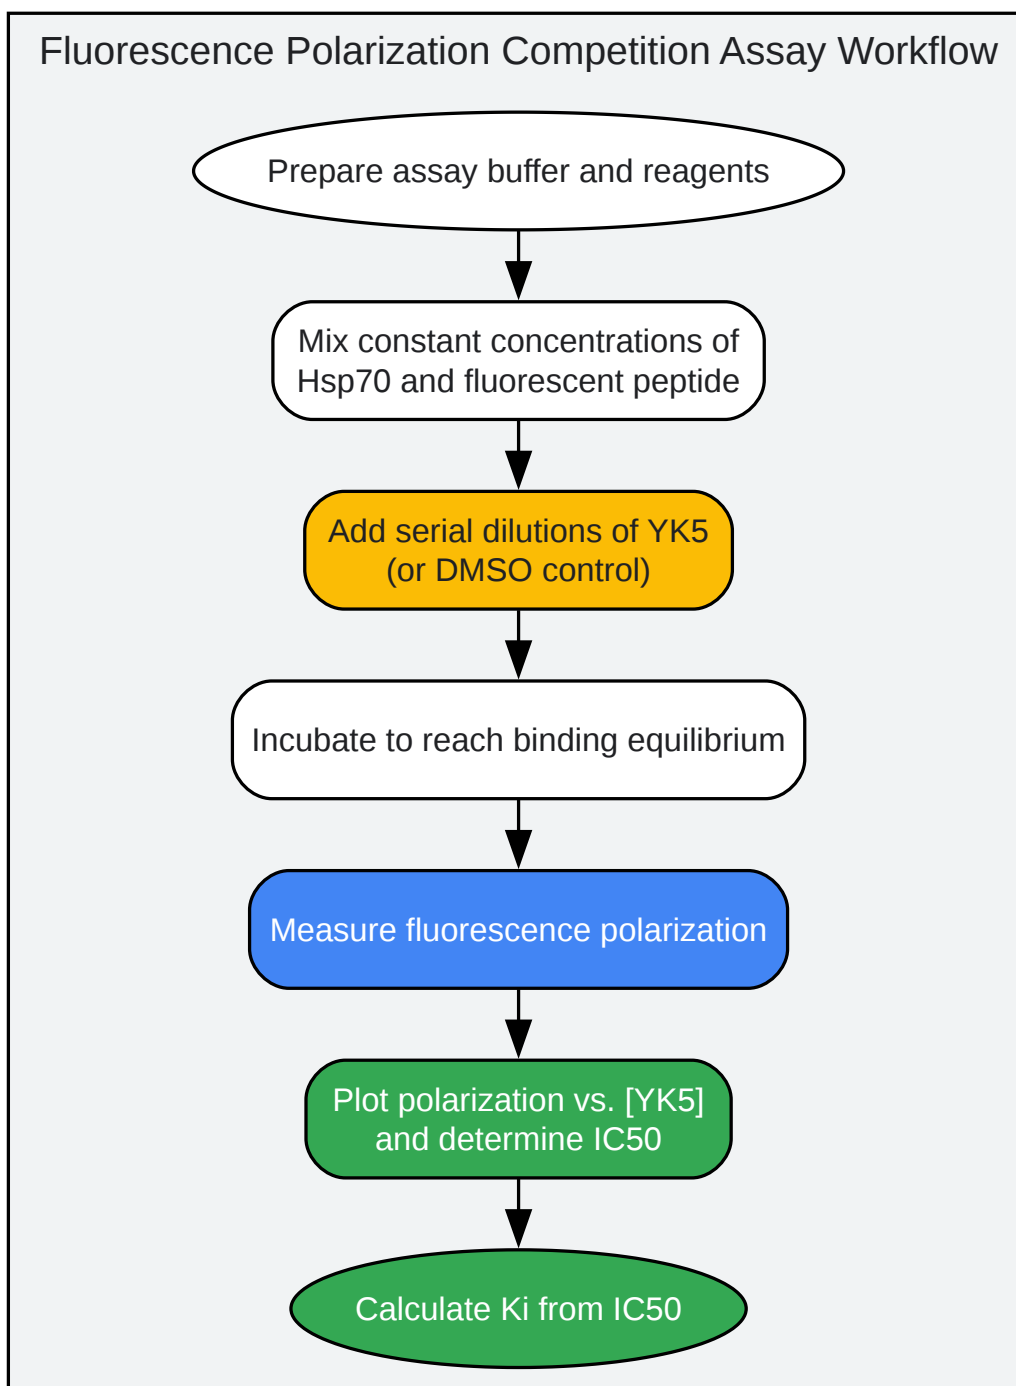 Fluorescence Polarization Competition Assay Workflow
Prepare assay buffer and reagents
Mix constant concentrations of
Hsp70 and fluorescent peptide
Add serial dilutions of YK5
(or DMSO control)
Incubate to reach binding equilibrium
Measure fluorescence polarization
Plot polarization vs. [YK5]
and determine IC50
Calculate Ki from IC50